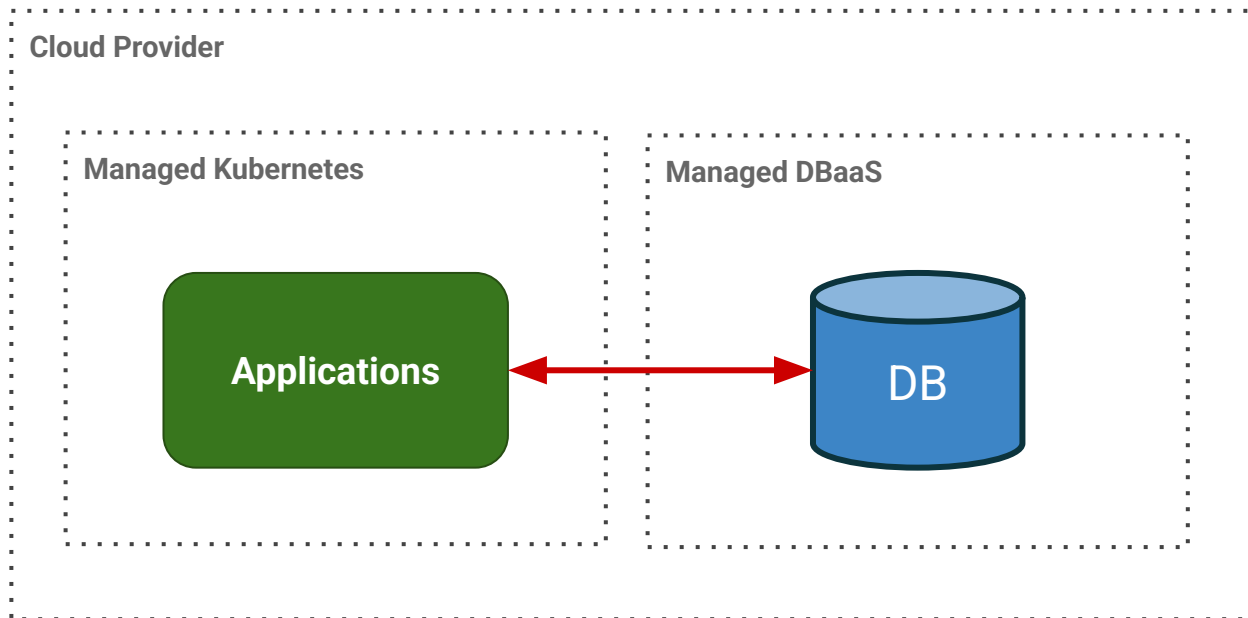 Cloud Provider
Managed Kubernetes
Managed DBaaS
Applications
DB